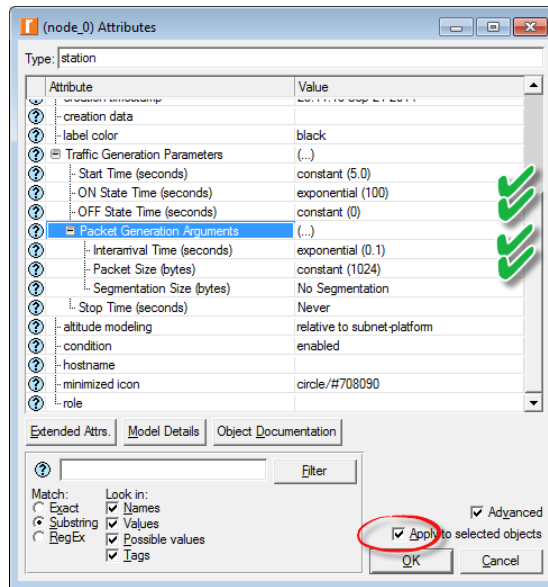 (node_0) Attributes
Type: station
Attribute Value
creation data
label color black
Traffic Generation Parameters (...)
Start Time (seconds) constant (5.0)
ON State Time (seconds) exponential (100)
OFF State Time (seconds) constant (0)
Packet Generation Arguments (...)
Interarrival Time (seconds) exponential (0.1)
Packet Size (bytes) constant (1024)
Segmentation Size (bytes) No Segmentation
Stop Time (seconds) Never
altitude modeling relative to subnet-platform
condition enabled
hostname
minimized icon circle/#708090
role
Extended Attrs. Model Details Object Documentation
Filter
Match: Look in:
Exact Names
Substring Values
RegEx Possible values
Tags
Advanced
Apply to selected objects
OK Cancel